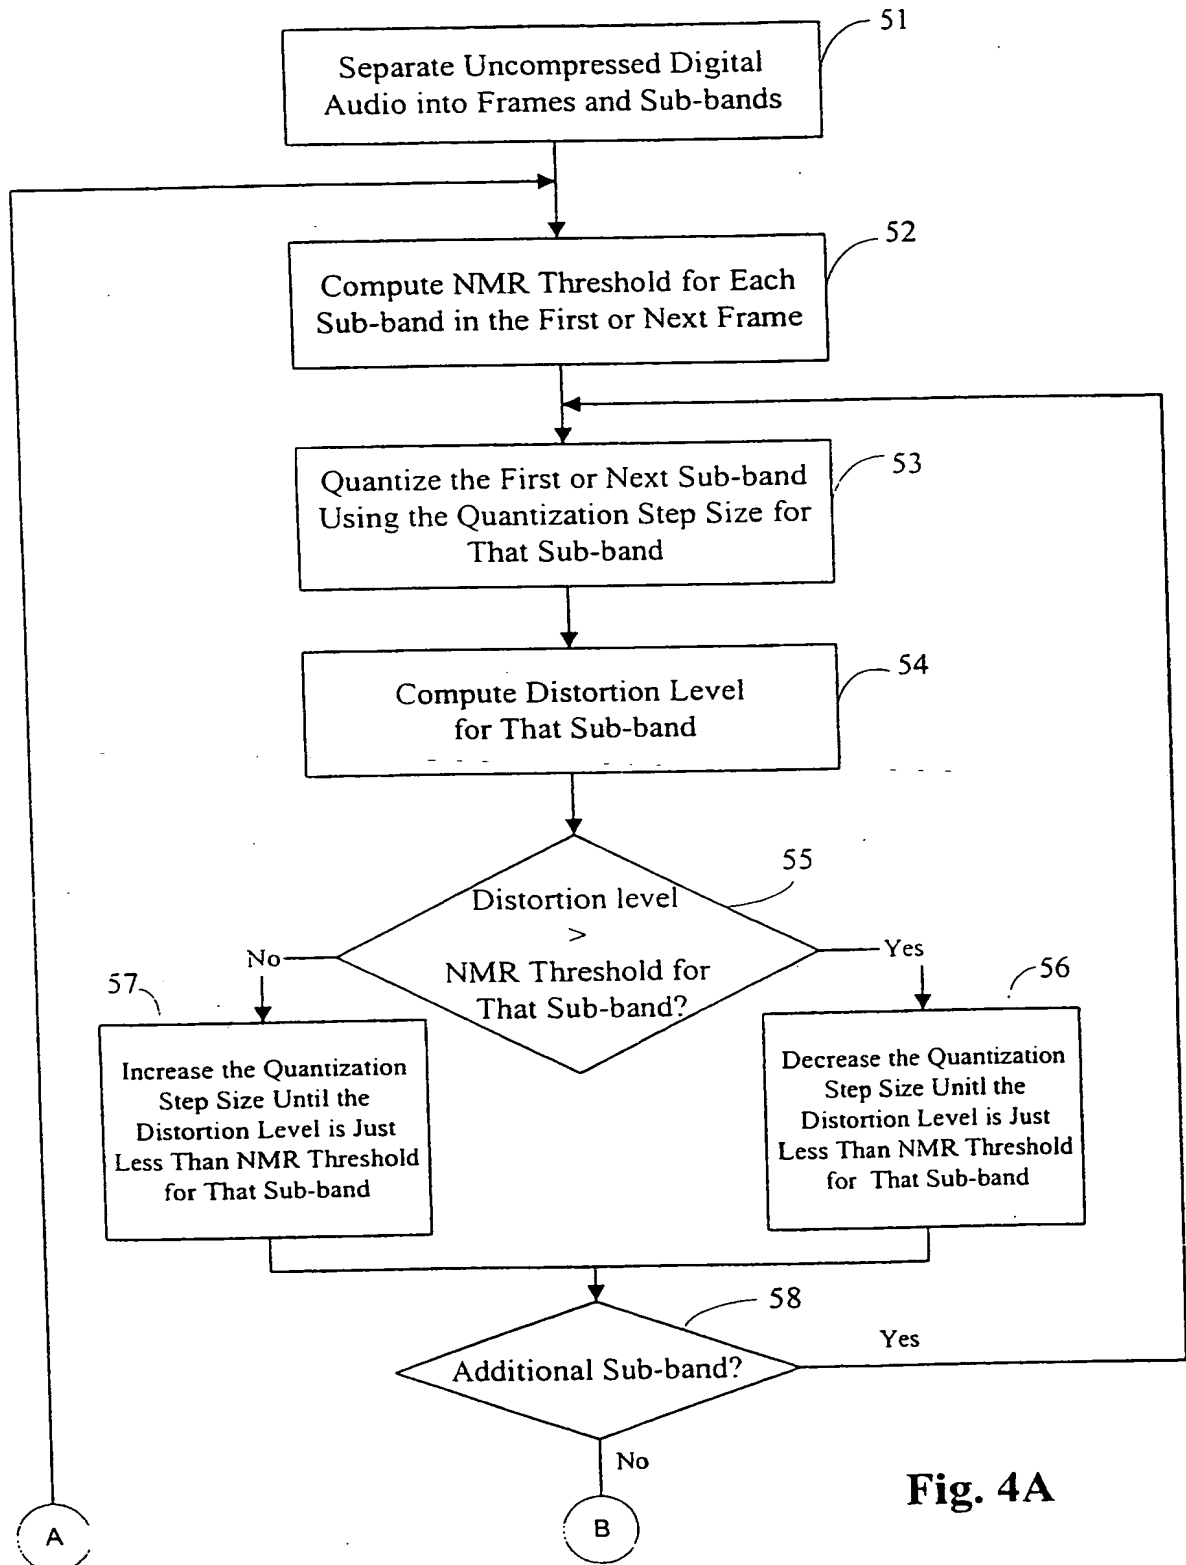 51
Separate Uncompressed Digital
Audio into Frames and Sub-bands
52
Compute NMR Threshold for Each
Sub-band in the First or Next Frame
53
Quantize the First or Next Sub-band
Using the Quantization Step Size for
That Sub-band
54
Compute Distortion Level
for That Sub-band
55
Distortion level
>
NMR Threshold for
That Sub-band?
No
Yes
57
56
Increase the Quantization
Step Size Until the
Distortion Level is Just
Less Than NMR Threshold
for That Sub-band
Decrease the Quantization
Step Size Unitl the
Distortion Level is Just
Less Than NMR Threshold
for That Sub-band
58
Additional Sub-band?
Yes
No
A
B
Fig. 4A